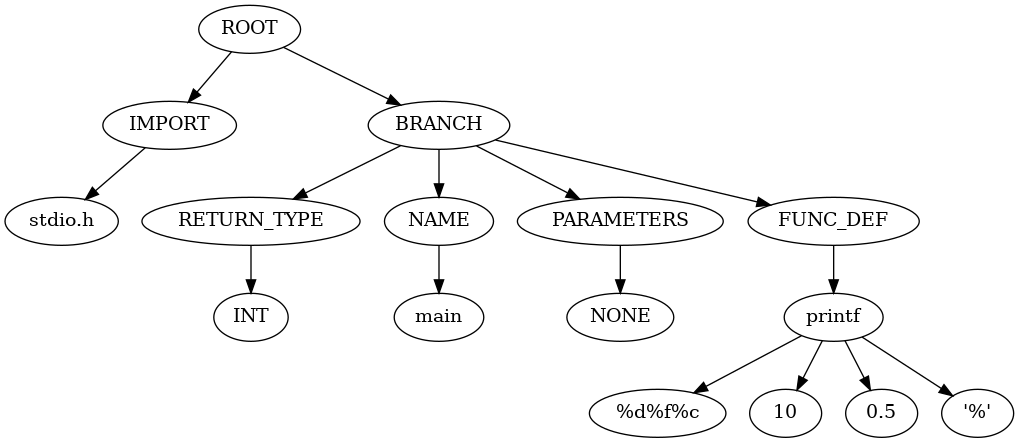 ROOT
IMPORT
BRANCH
stdio.h
RETURN_TYPE
NAME
PARAMETERS
FUNC_DEF
INT
main
NONE
printf
%d%f%c
10
0.5
'%'